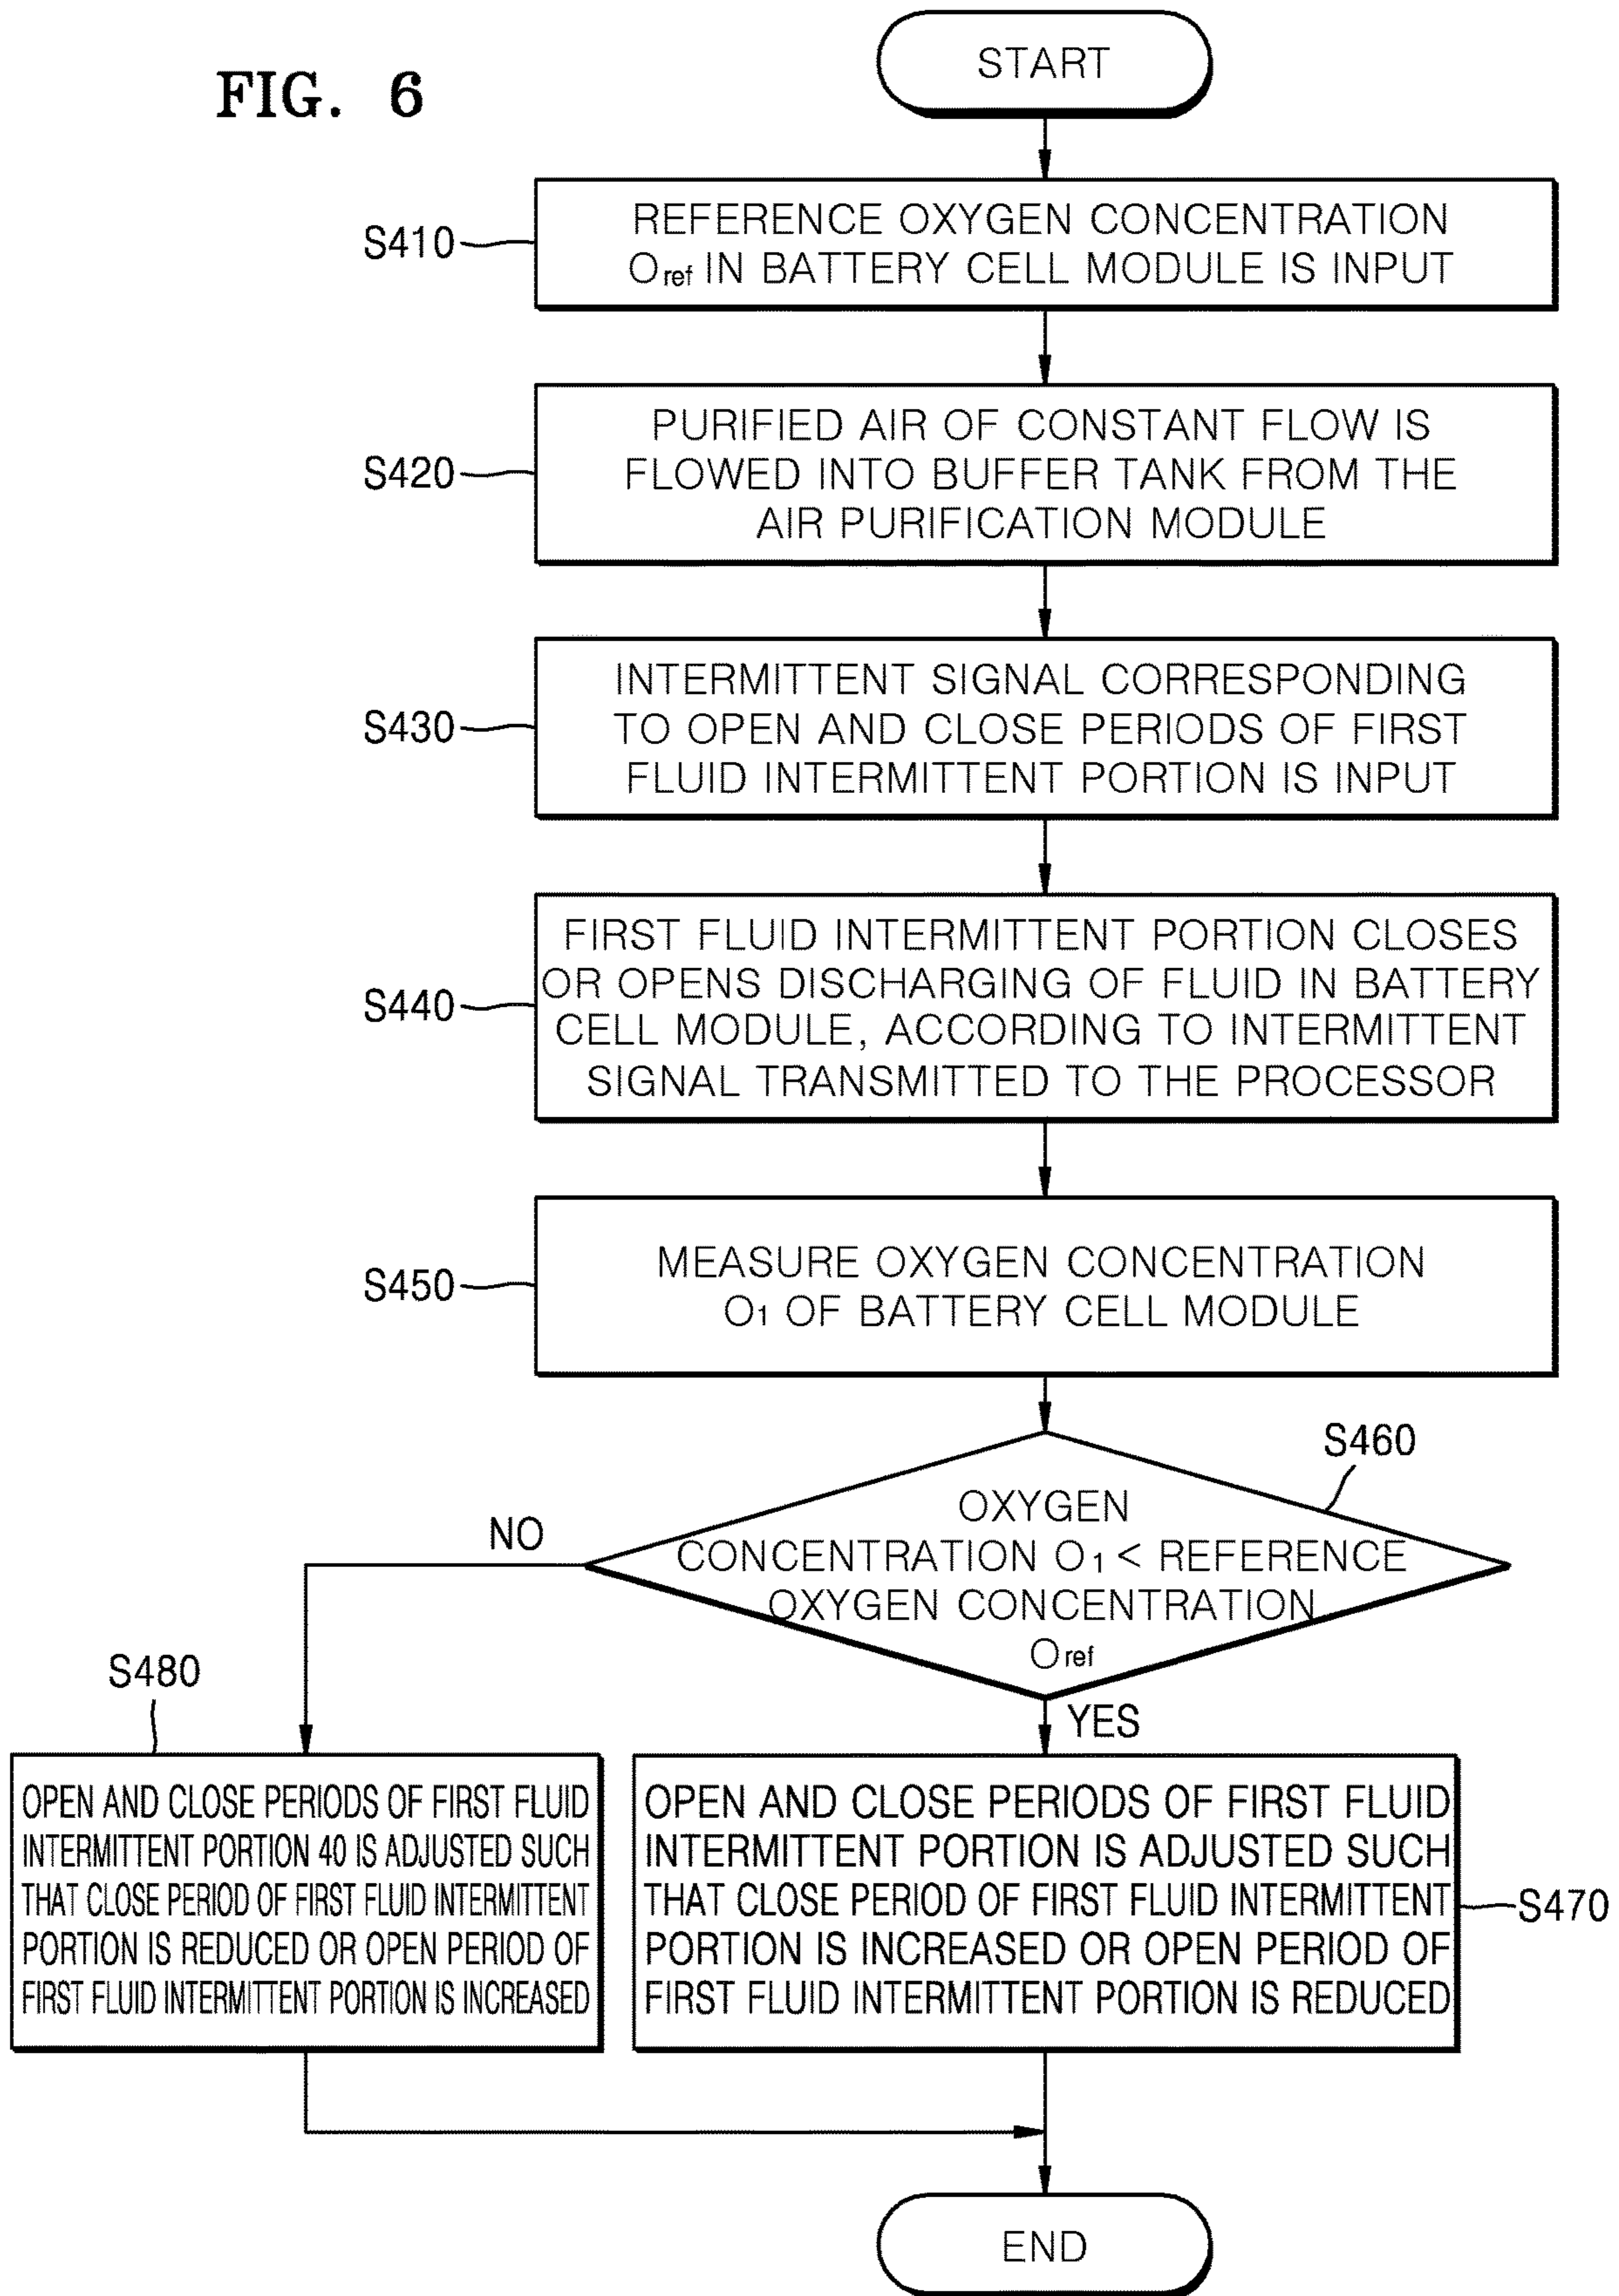 FIG. 6
START
S410
REFERENCE OXYGEN CONCENTRATION
Oref IN BATTERY CELL MODULE IS INPUT
S420
PURIFIED AIR OF CONSTANT FLOW IS
FLOWED INTO BUFFER TANK FROM THE
AIR PURIFICATION MODULE
S430
INTERMITTENT SIGNAL CORRESPONDING
TO OPEN AND CLOSE PERIODS OF FIRST
FLUID INTERMITTENT PORTION IS INPUT
S440
FIRST FLUID INTERMITTENT PORTION CLOSES
OR OPENS DISCHARGING OF FLUID IN BATTERY
CELL MODULE, ACCORDING TO INTERMITTENT
SIGNAL TRANSMITTED TO THE PROCESSOR
S450
MEASURE OXYGEN CONCENTRATION
O1 OF BATTERY CELL MODULE
S460
OXYGEN
CONCENTRATION O1 < REFERENCE
OXYGEN CONCENTRATION
Oref
NO
YES
S480
OPEN AND CLOSE PERIODS OF FIRST FLUID
INTERMITTENT PORTION 40 IS ADJUSTED SUCH
THAT CLOSE PERIOD OF FIRST FLUID INTERMITTENT
PORTION IS REDUCED OR OPEN PERIOD OF
FIRST FLUID INTERMITTENT PORTION IS INCREASED
OPEN AND CLOSE PERIODS OF FIRST FLUID
INTERMITTENT PORTION IS ADJUSTED SUCH
THAT CLOSE PERIOD OF FIRST FLUID INTERMITTENT
PORTION IS INCREASED OR OPEN PERIOD OF
FIRST FLUID INTERMITTENT PORTION IS REDUCED
S470
END